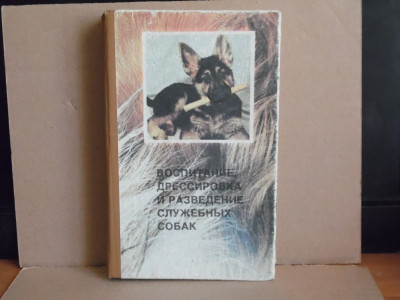 ВОСПИТАНИЕ,
ДРЕССИРОВКА
И РАЗВЕДЕНИЕ
СЛУЖЕБНЫХ
СОБАК